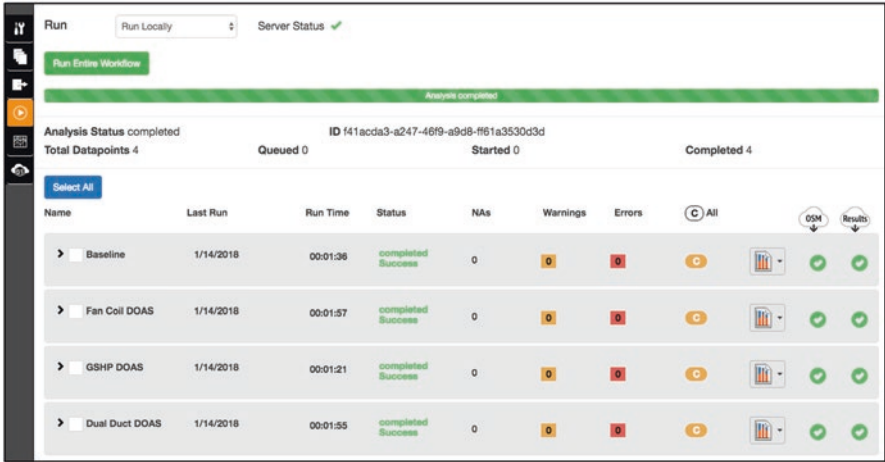 Run Run Locally Server Status
Run Entire Workflow
Analysis completed
Analysis Status completed ID f41acda3-a247-46f9-a9d8-ff61a3530d3d
Total Datapoints 4 Queued 0 Started 0 Completed 4
Select All
Name Last Run Run Time Status NAs Warnings Errors C All OSM Results
Baseline 1/14/2018 00:01:36 completed Success 0 0 0 C
Fan Coil DOAS 1/14/2018 00:01:57 completed Success 0 0 0 C
GSHP DOAS 1/14/2018 00:01:21 completed Success 0 0 0 C
Dual Duct DOAS 1/14/2018 00:01:55 completed Success 0 0 0 C